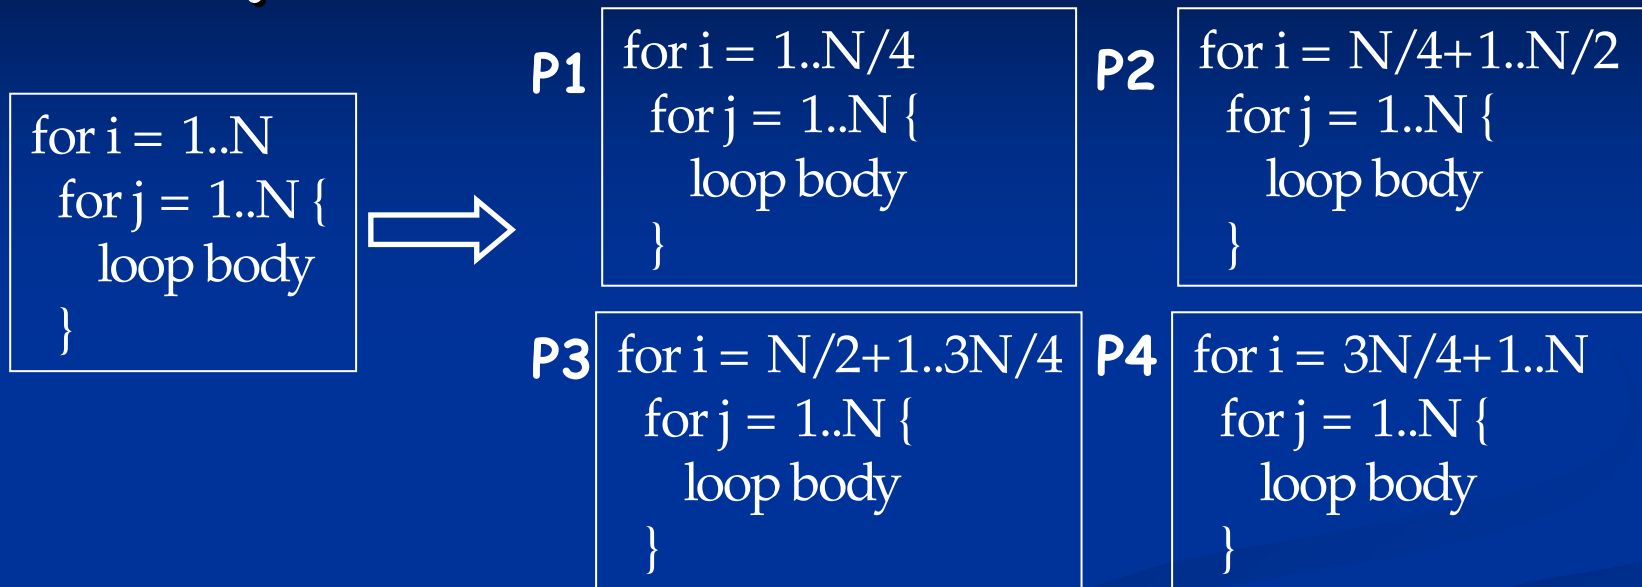 for i = 1..N
for j = 1..N {
loop body
}
P1
for i = 1..N/4
for j = 1..N {
loop body
}
P2
for i = N/4+1..N/2
for j = 1..N {
loop body
}
P3
for i = N/2+1..3N/4
for j = 1..N {
loop body
}
P4
for i = 3N/4+1..N
for j = 1..N {
loop body
}